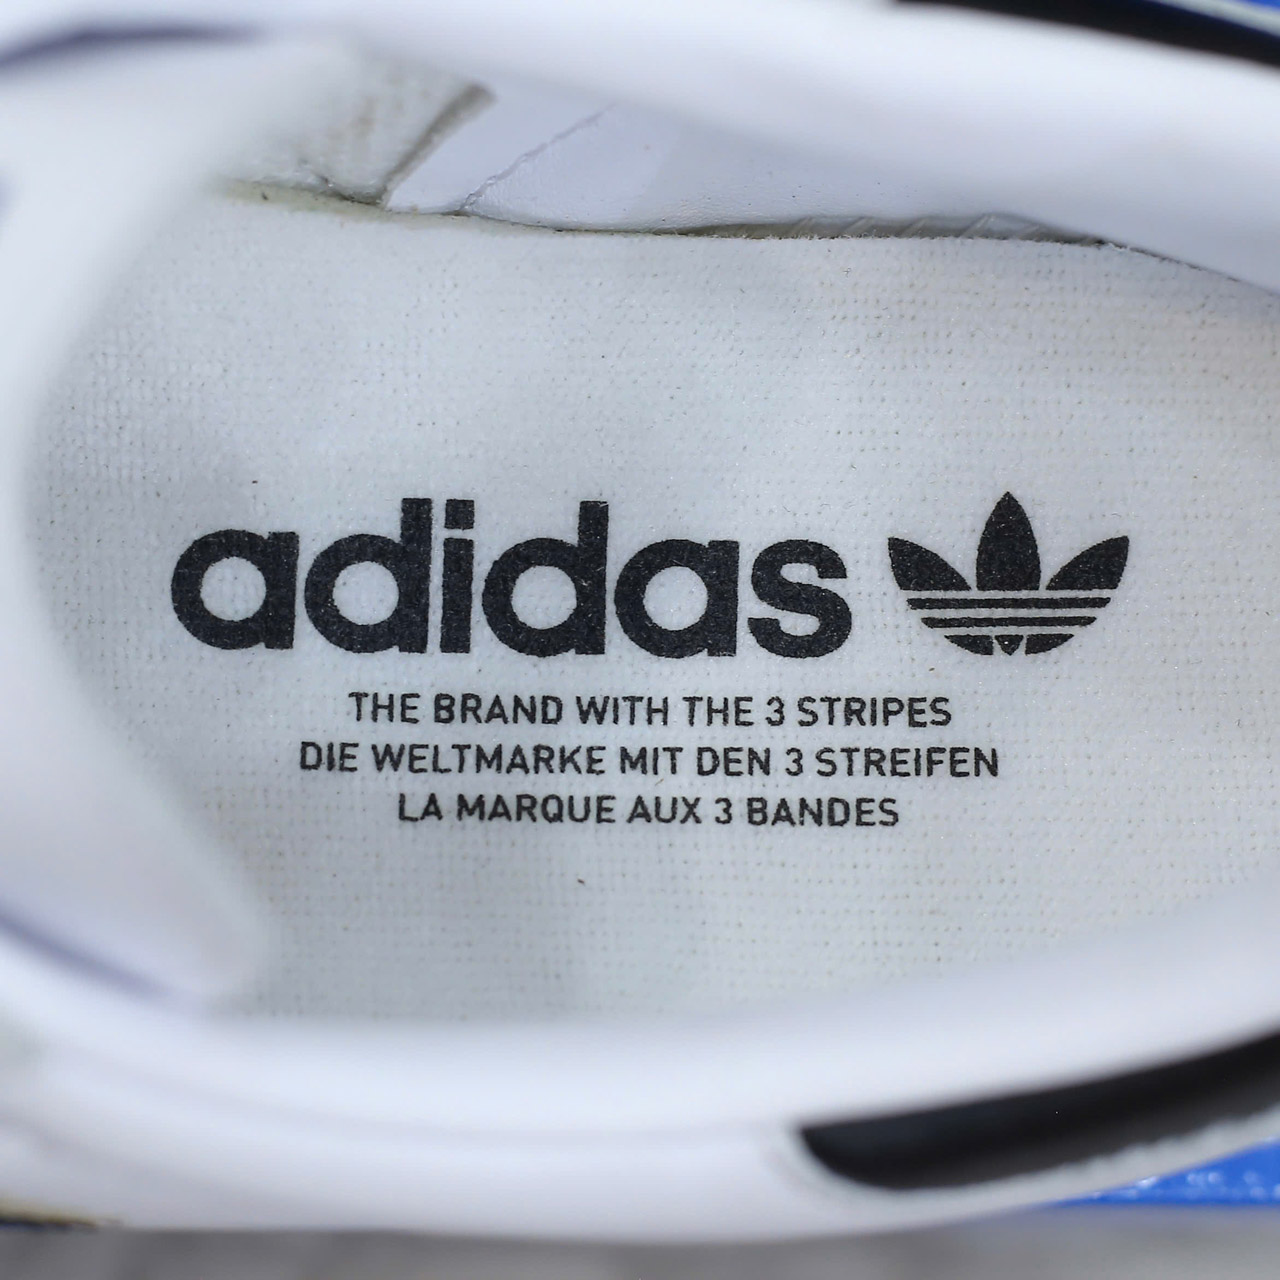 adidas
THE BRAND WITH THE 3 STRIPES
DIE WELTMARKE MIT DEN 3 STREIFEN
LA MARQUE AUX 3 BANDES